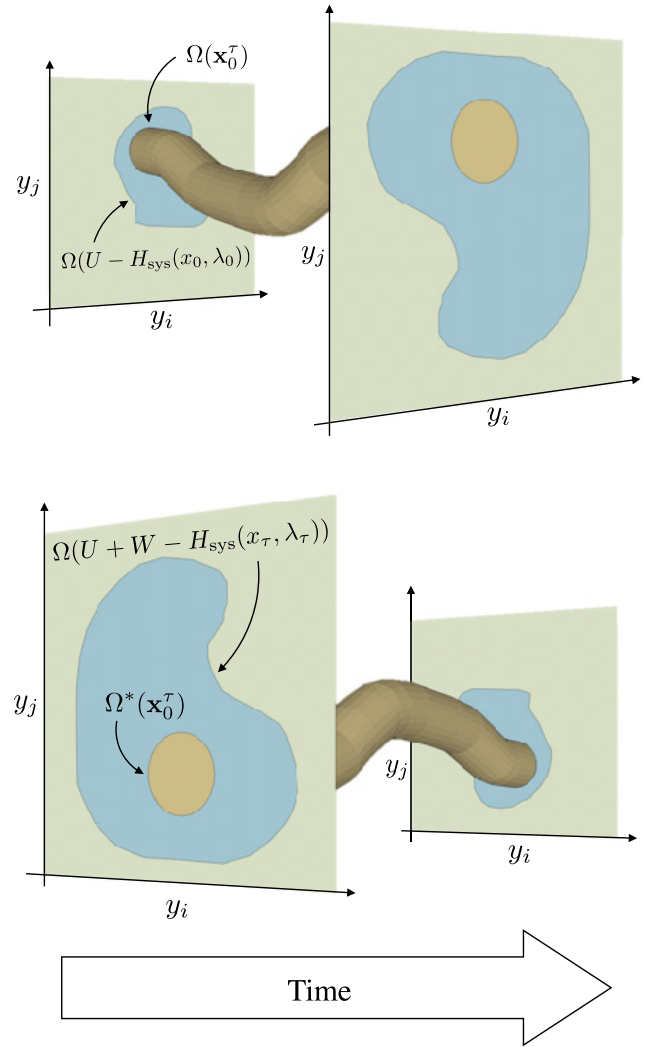 Ω(𝐱₀^τ)
y_j
Ω(U − H_sys(x₀, λ₀))
y_i
y_j
y_i
Ω(U + W − H_sys(x_τ, λ_τ))
Ω*(𝐱₀^τ)
y_j
y_j
y_i
y_i
Time